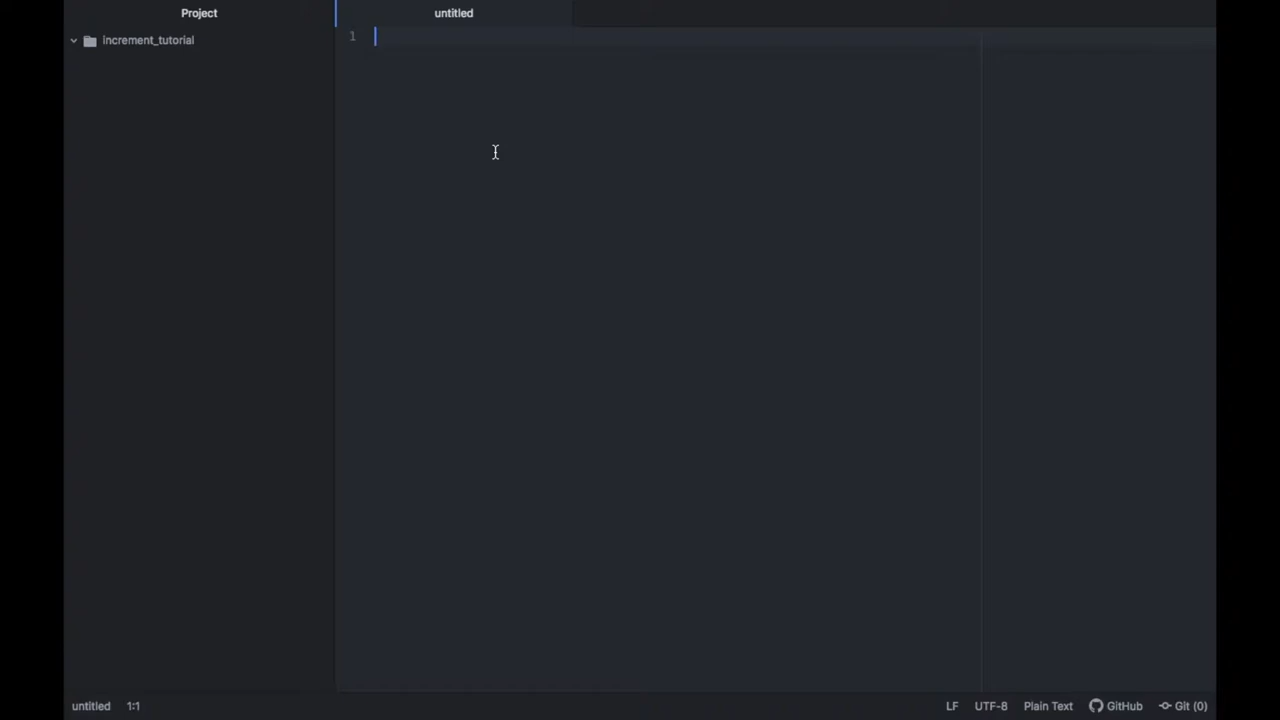 Project
untitled
increment_tutorial
1
untitled 1:1
LF UTF-8 Plain Text GitHub Git (0)